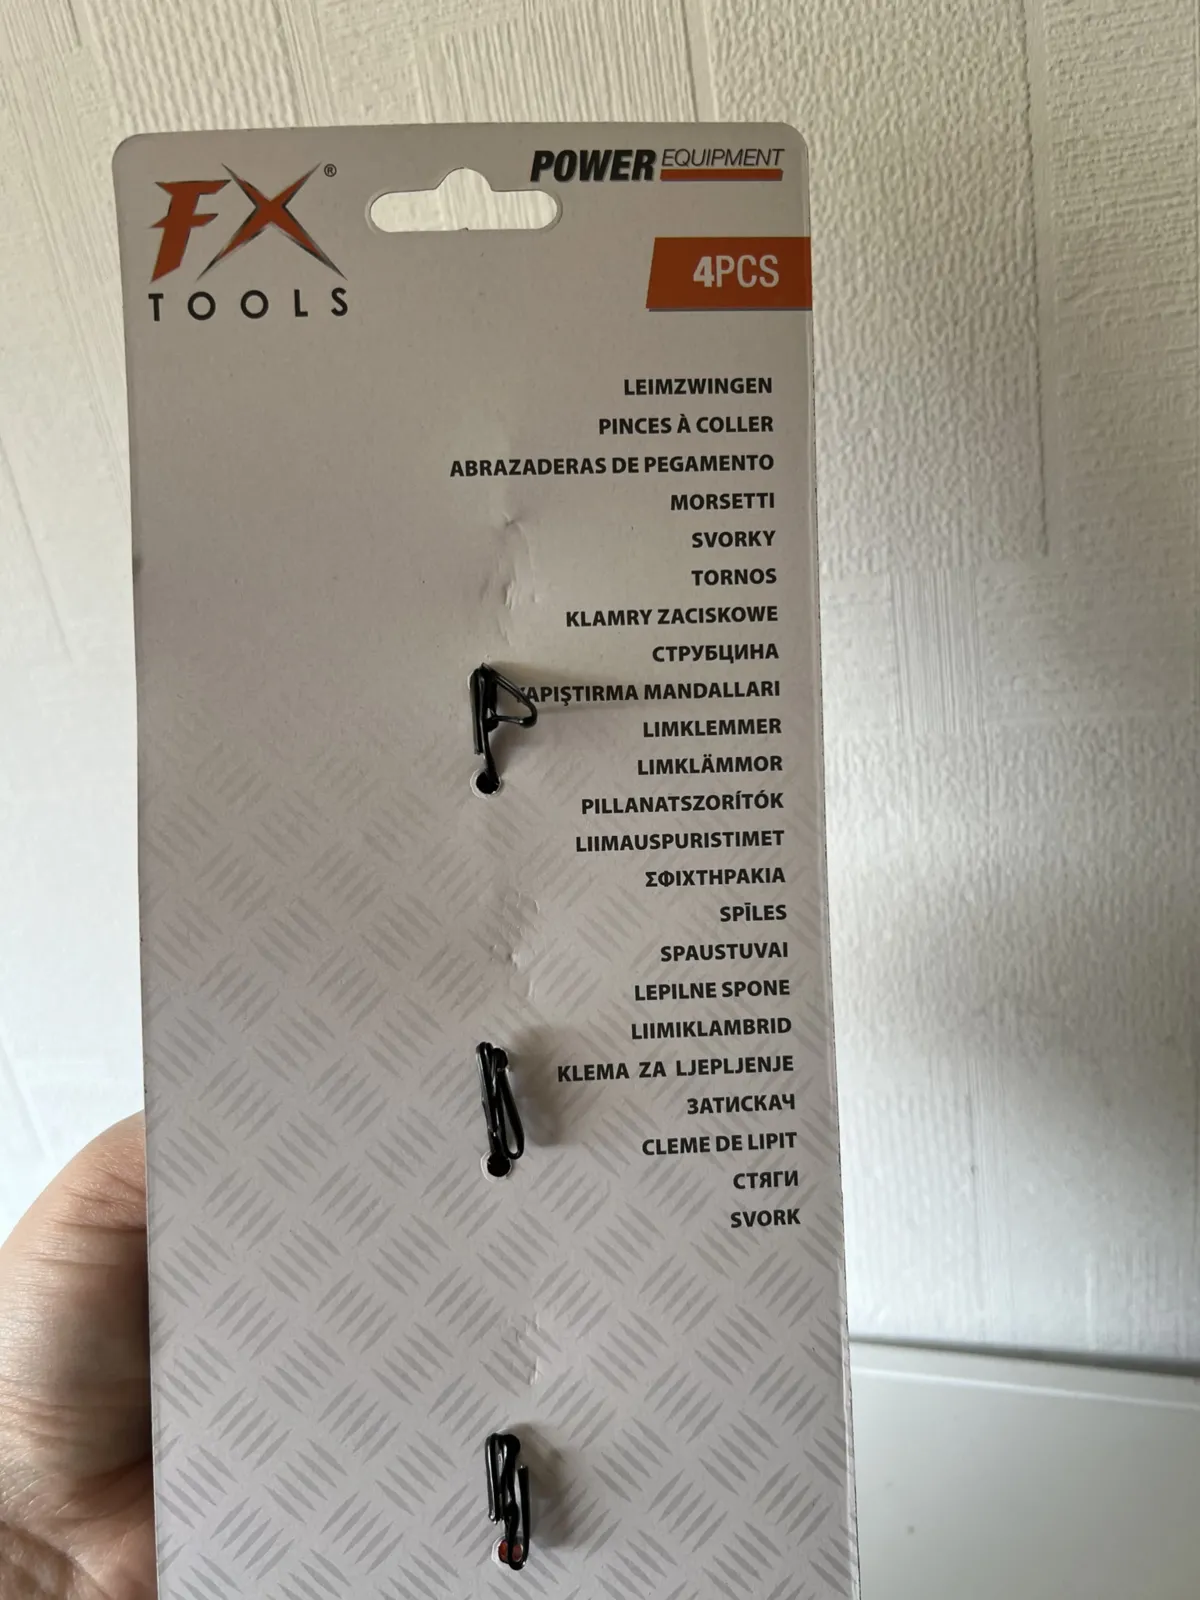 FX®
TOOLS
POWER EQUIPMENT
4PCS
LEIMZWINGEN
PINCES À COLLER
ABRAZADERAS DE PEGAMENTO
MORSETTI
SVORKY
TORNOS
KLAMRY ZACISKOWE
СТРУБЦИНА
YAPIŞTIRMA MANDALLARI
LIMKLEMMER
LIMKLÄMMOR
PILLANATSZORÍTÓK
LIIMAUSPURISTIMET
ΣΦΙΧΤΗΡΑΚΙΑ
SPĪLES
SPAUSTUVAI
LEPILNE SPONE
LIIMIKLAMBRID
KLEMA ZA LJEPLJENJE
ЗАТИСКАЧ
CLEME DE LIPIT
СТЯГИ
SVORK